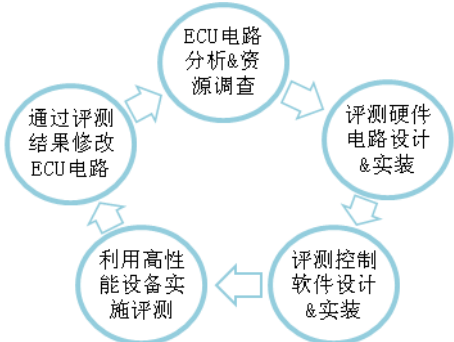 ECU电路
分析&资
源调查
评测硬件
电路设计
&实装
评测控制
软件设计
&实装
利用高性
能设备实
施评测
通过评测
结果修改
ECU电路